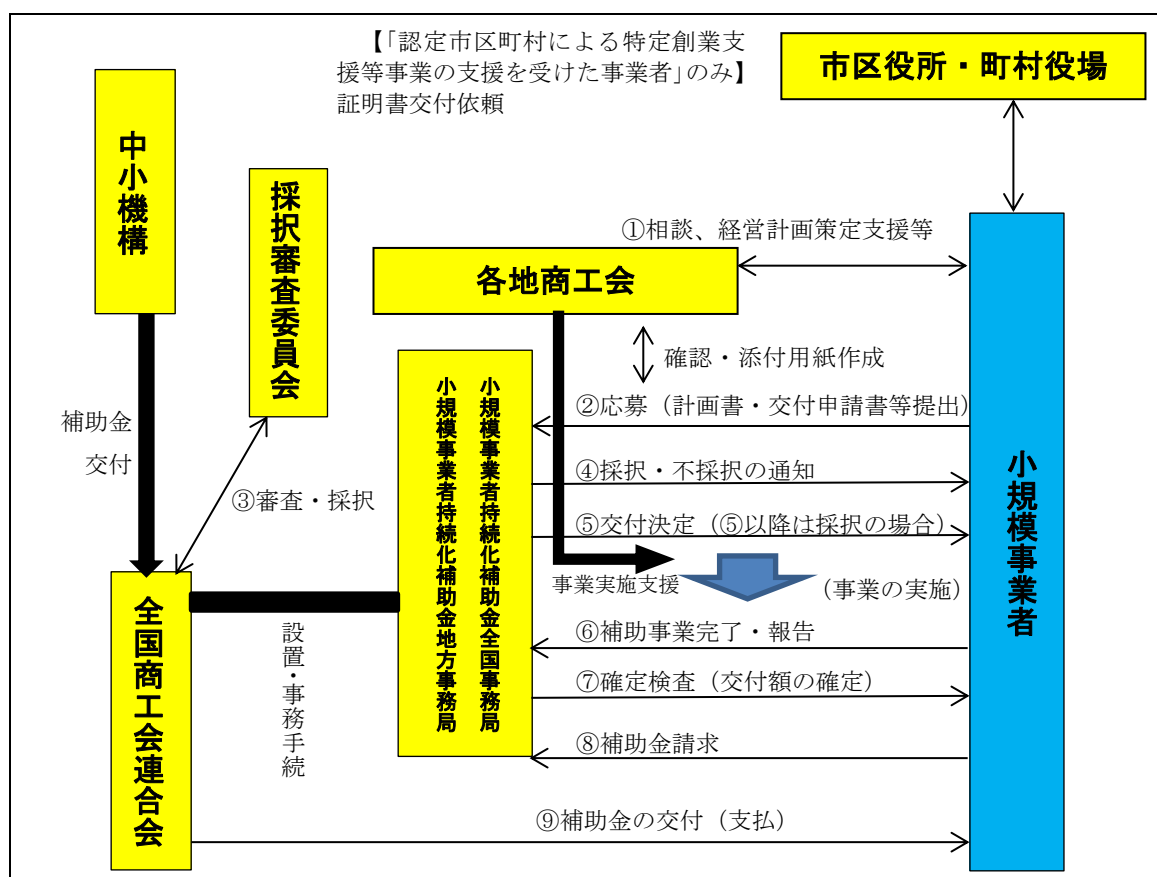 【「認定市区町村による特定創業支
援等事業の支援を受けた事業者」のみ】
証明書交付依頼
市区役所・町村役場
中小機構
採択審査委員会
①相談、経営計画策定支援等
各地商工会
確認・添付用紙作成
小規模事業者持続化補助金全国事務局
小規模事業者持続化補助金地方事務局
②応募（計画書・交付申請書等提出）
補助金
交付
④採択・不採択の通知
③審査・採択
⑤交付決定（⑤以降は採択の場合）
小規模事業者
事業実施支援
（事業の実施）
全国商工会連合会
設置・事務手続
⑥補助事業完了・報告
⑦確定検査（交付額の確定）
⑧補助金請求
⑨補助金の交付（支払）